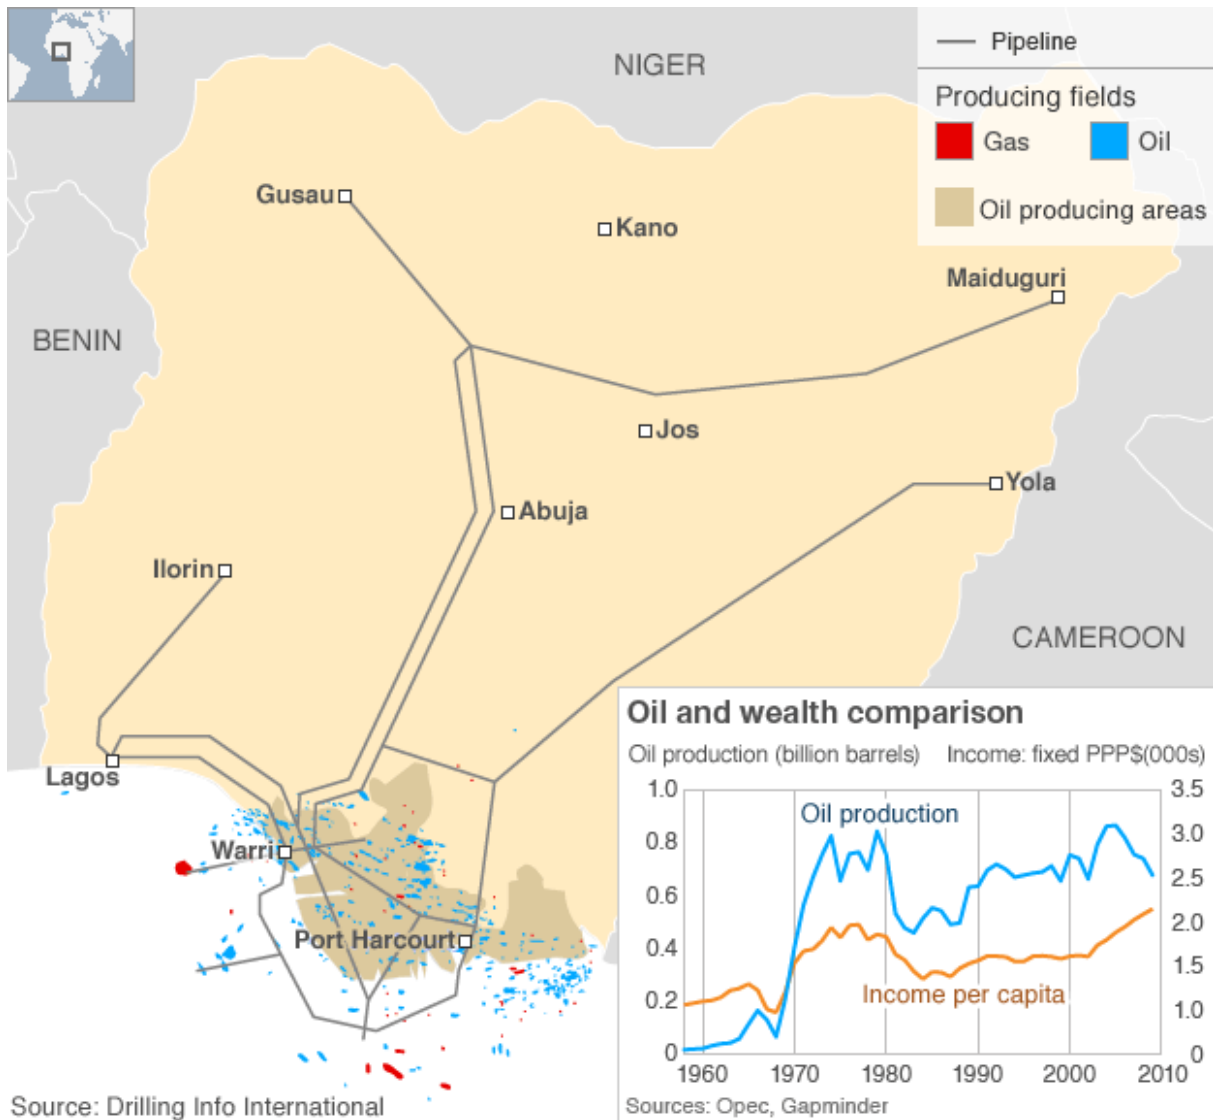 NIGER
Pipeline
Producing fields
Gas
Oil
Oil producing areas
Gusau
Kano
Maiduguri
BENIN
Jos
Yola
Abuja
Ilorin
CAMEROON
Lagos
Warri
Port Harcourt
Oil and wealth comparison
Oil production (billion barrels) Income: fixed PPP$(000s)
1.0 3.5
Oil production
0.8 3.0
0.6 2.5
2.0
0.4 1.5
Income per capita
0.2 1.0
0 0
1960 1970 1980 1990 2000 2010
Sources: Opec, Gapminder
Source: Drilling Info International